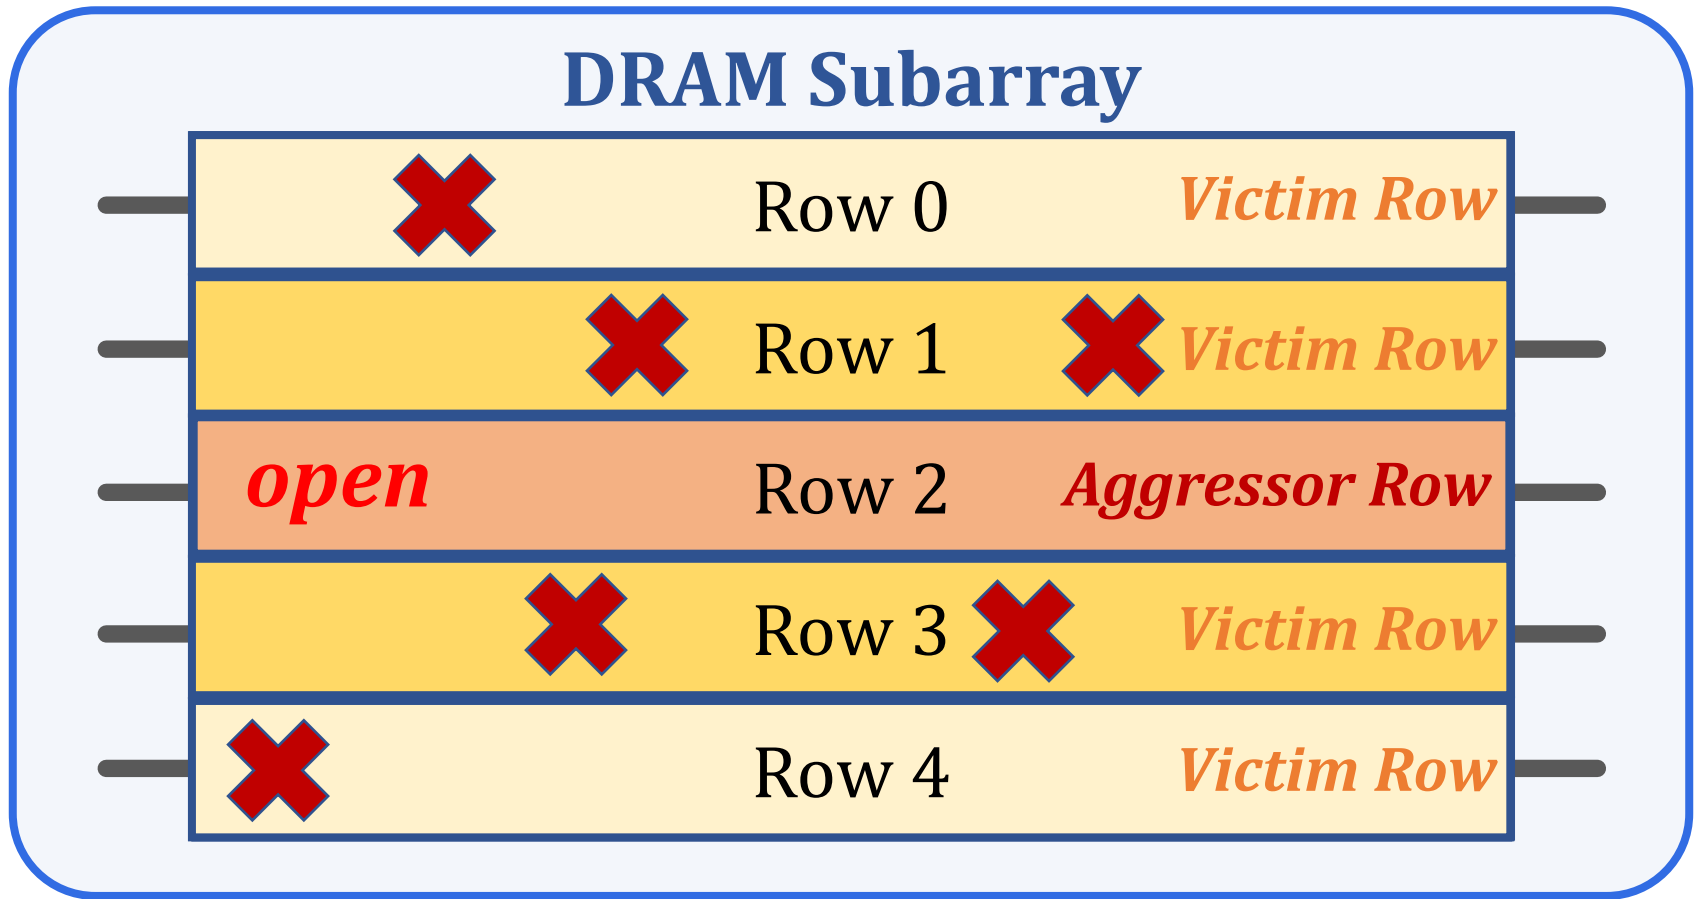 DRAM Subarray
Row 0 Victim Row
Row 1 Victim Row
open Row 2 Aggressor Row
Row 3 Victim Row
Row 4 Victim Row